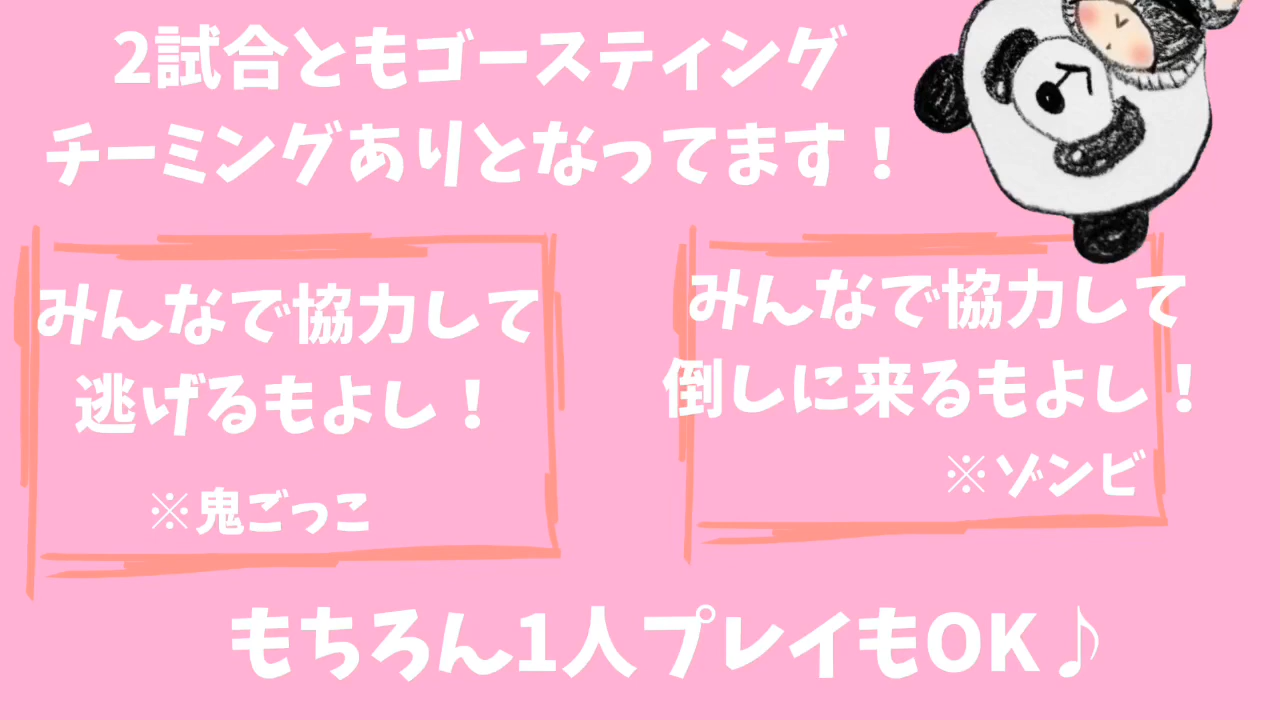 2試合ともゴースティング
チーミングありとなってます！
みんなで協力して
逃げるもよし！
※鬼ごっこ
みんなで協力して
倒しに来るもよし！
※ゾンビ
もちろん1人プレイもOK♪